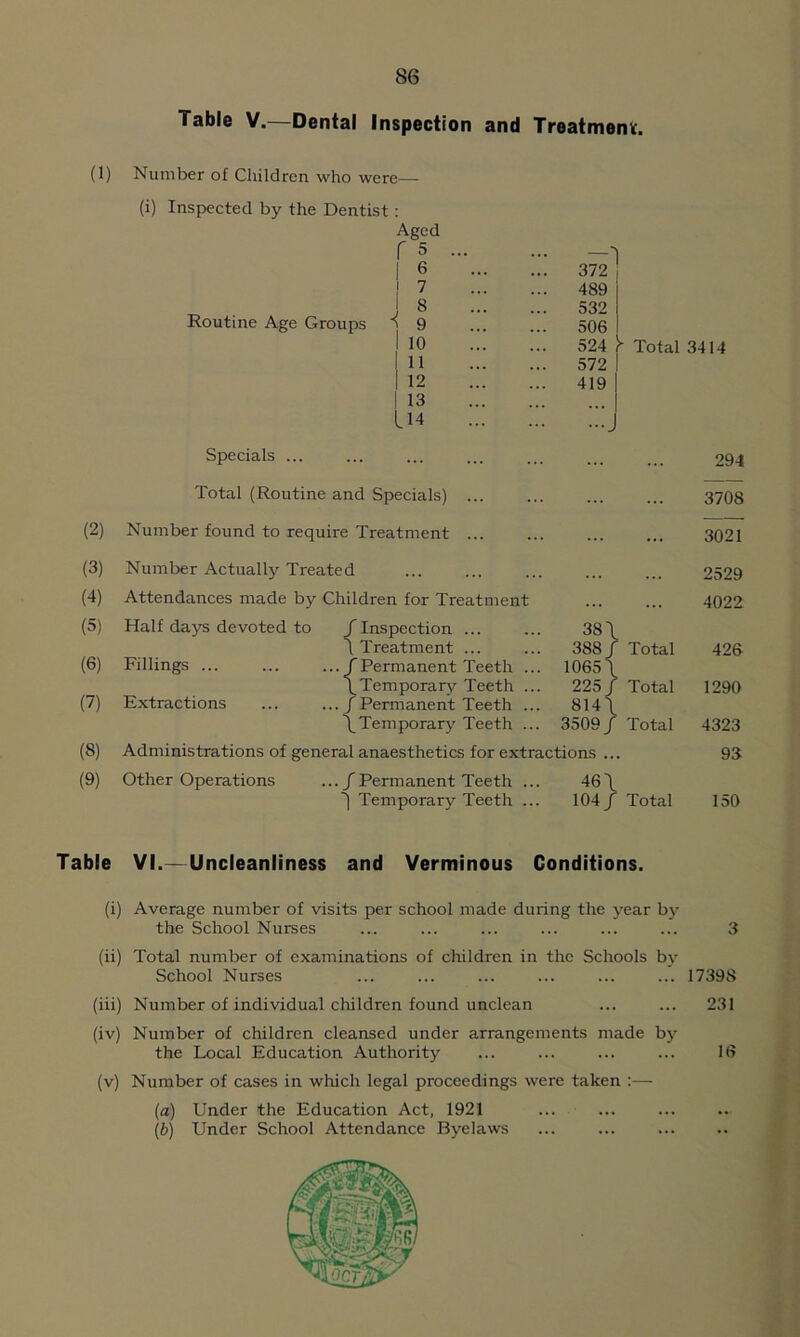 86
Table V.—Dental Inspection and Treatment.
(1) Number of Children who were—
(i) Inspected by the Dentist :
Aged
5 ... ... —
6 ... ... 372
7 ... ... 489
8 ... ... 532
Routine Age Groups 9 ... ... 506
10 ... ... 524 Total 3414
11 ... ... 572
12 ... ... 419
13 ... ... ...
14 ... ... ...
Specials ... ... ... ... ... ... ... 294
Total (Routine and Specials) ... ... ... ... 3708
(2) Number found to require Treatment ... ... ... ... 3021
(3) Number Actually Treated ... ... ... ... ... 2529
(4) Attendances made by Children for Treatment ... ... 4022
(5) Half days devoted to { Inspection ... ... 38 }
{ Treatment ... ... 388 } Total 426
(6) Fillings ... ... ... { Permanent Teeth ... 1065 }
{ Temporary Teeth ... 225 } Total 1290
(7) Extractions ... ... { Permanent Teeth ... 814 }
{ Temporary Teeth ... 3509 } Total 4323
(8) Administrations of general anaesthetics for extractions ... 93
(9) Other Operations ... { Permanent Teeth ... 46 }
{ Temporary Teeth ... 104 } Total 150
Table VI.—Uncleanliness and Verminous Conditions.
(i) Average number of visits per school made during the year by
the School Nurses ... ... ... ... ... ... 3
(ii) Total number of examinations of children in the Schools by
School Nurses ... ... ... ... ... ... 17398
(iii) Number of individual children found unclean ... ... 231
(iv) Number of children cleansed under arrangements made by
the Local Education Authority ... ... ... ... 16
(v) Number of cases in which legal proceedings were taken :—
(a) Under the Education Act, 1921 ... ... ... ..
(b) Under School Attendance Byelaws ... ... ... ..
66
OCT